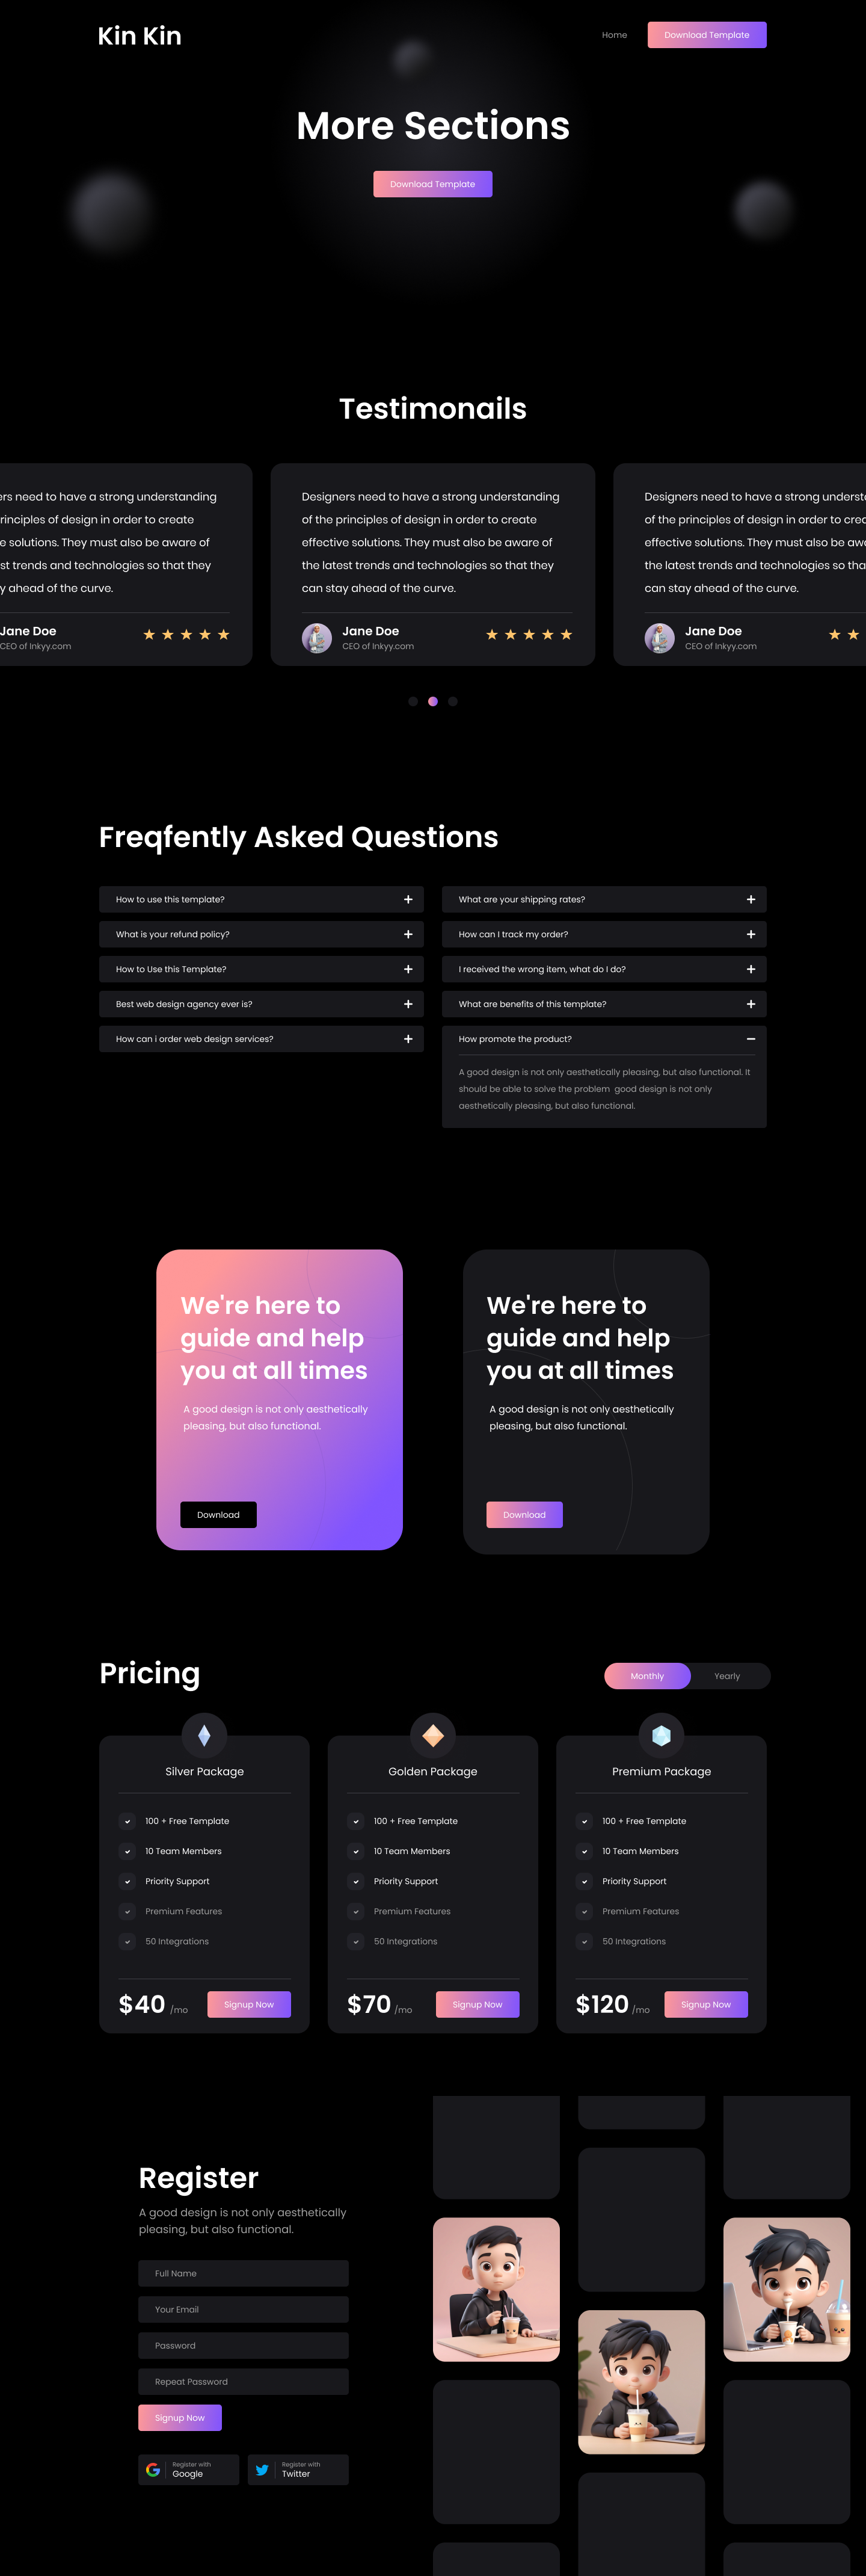 Kin Kin
Home
Download Template
More Sections
Download Template
Testimonails
ers need to have a strong understanding
rinciples of design in order to create
e solutions. They must also be aware of
st trends and technologies so that they
y ahead of the curve.
Jane Doe
CEO of Inkyy.com
Designers need to have a strong understanding
of the principles of design in order to create
effective solutions. They must also be aware of
the latest trends and technologies so that they
can stay ahead of the curve.
Jane Doe
CEO of Inkyy.com
Designers need to have a strong understa
of the principles of design in order to crea
effective solutions. They must also be awa
the latest trends and technologies so tha
can stay ahead of the curve.
Jane Doe
CEO of Inkyy.com
Freqfently Asked Questions
How to use this template?
What is your refund policy?
How to Use this Template?
Best web design agency ever is?
How can i order web design services?
What are your shipping rates?
How can I track my order?
I received the wrong item, what do I do?
What are benefits of this template?
How promote the product?
A good design is not only aesthetically pleasing, but also functional. It
should be able to solve the problem  good design is not only
aesthetically pleasing, but also functional.
We're here to
guide and help
you at all times
A good design is not only aesthetically
pleasing, but also functional.
Download
We're here to
guide and help
you at all times
A good design is not only aesthetically
pleasing, but also functional.
Download
Pricing
Monthly
Yearly
Silver Package
100 + Free Template
10 Team Members
Priority Support
Premium Features
50 Integrations
$40 /mo
Signup Now
Golden Package
100 + Free Template
10 Team Members
Priority Support
Premium Features
50 Integrations
$70 /mo
Signup Now
Premium Package
100 + Free Template
10 Team Members
Priority Support
Premium Features
50 Integrations
$120 /mo
Signup Now
Register
A good design is not only aesthetically
pleasing, but also functional.
Full Name
Your Email
Password
Repeat Password
Signup Now
Register with
Google
Register with
Twitter